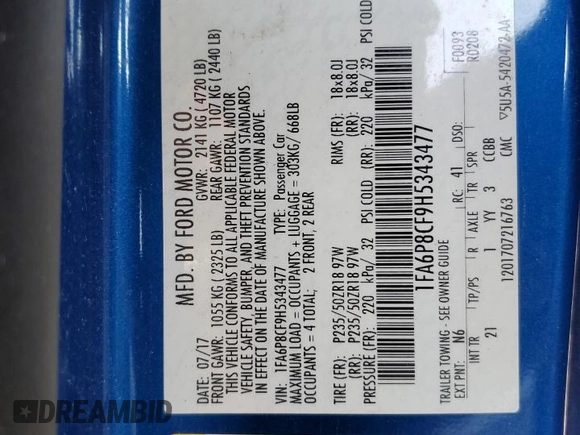 MFD. BY FORD MOTOR CO.
DATE: 07/17 GVWR: 2141 KG ( 4720 LB)
FRONT GAWR: 1055 KG ( 2325 LB) REAR GAWR: 1107 KG ( 2440 LB)
THIS VEHICLE CONFORMS TO ALL APPLICABLE FEDERAL MOTOR
VEHICLE SAFETY, BUMPER, AND THEFT PREVENTION STANDARDS
IN EFFECT ON THE DATE OF MANUFACTURE SHOWN ABOVE.
VIN: 1FA6P8CF9H5343477 TYPE: Passenger Car
MAXIMUM LOAD = OCCUPANTS + LUGGAGE = 303KG/ 668LB
OCCUPANTS = 4 TOTAL; 2 FRONT, 2 REAR
TIRE (FR): P235/50ZR18 97W RIMS (FR): 18x8.0J
(RR): P235/50ZR18 97W (RR): 18x8.0J
PRESSURE (FR): 220 kPa/ 32 PSI COLD (RR): 220 kPa/ 32 PSI COLD
1FA6P8CF9H5343477
TRAILER TOWING - SEE OWNER GUIDE F0093
EXT PNT: N6 RC: 41 DSO: R0208
INT TR TP/PS R AXLE TR SPR
21 1 YY 3 CCBB
12017072116763 CMC ▽5U5A-5420472-AA
DREAMBID